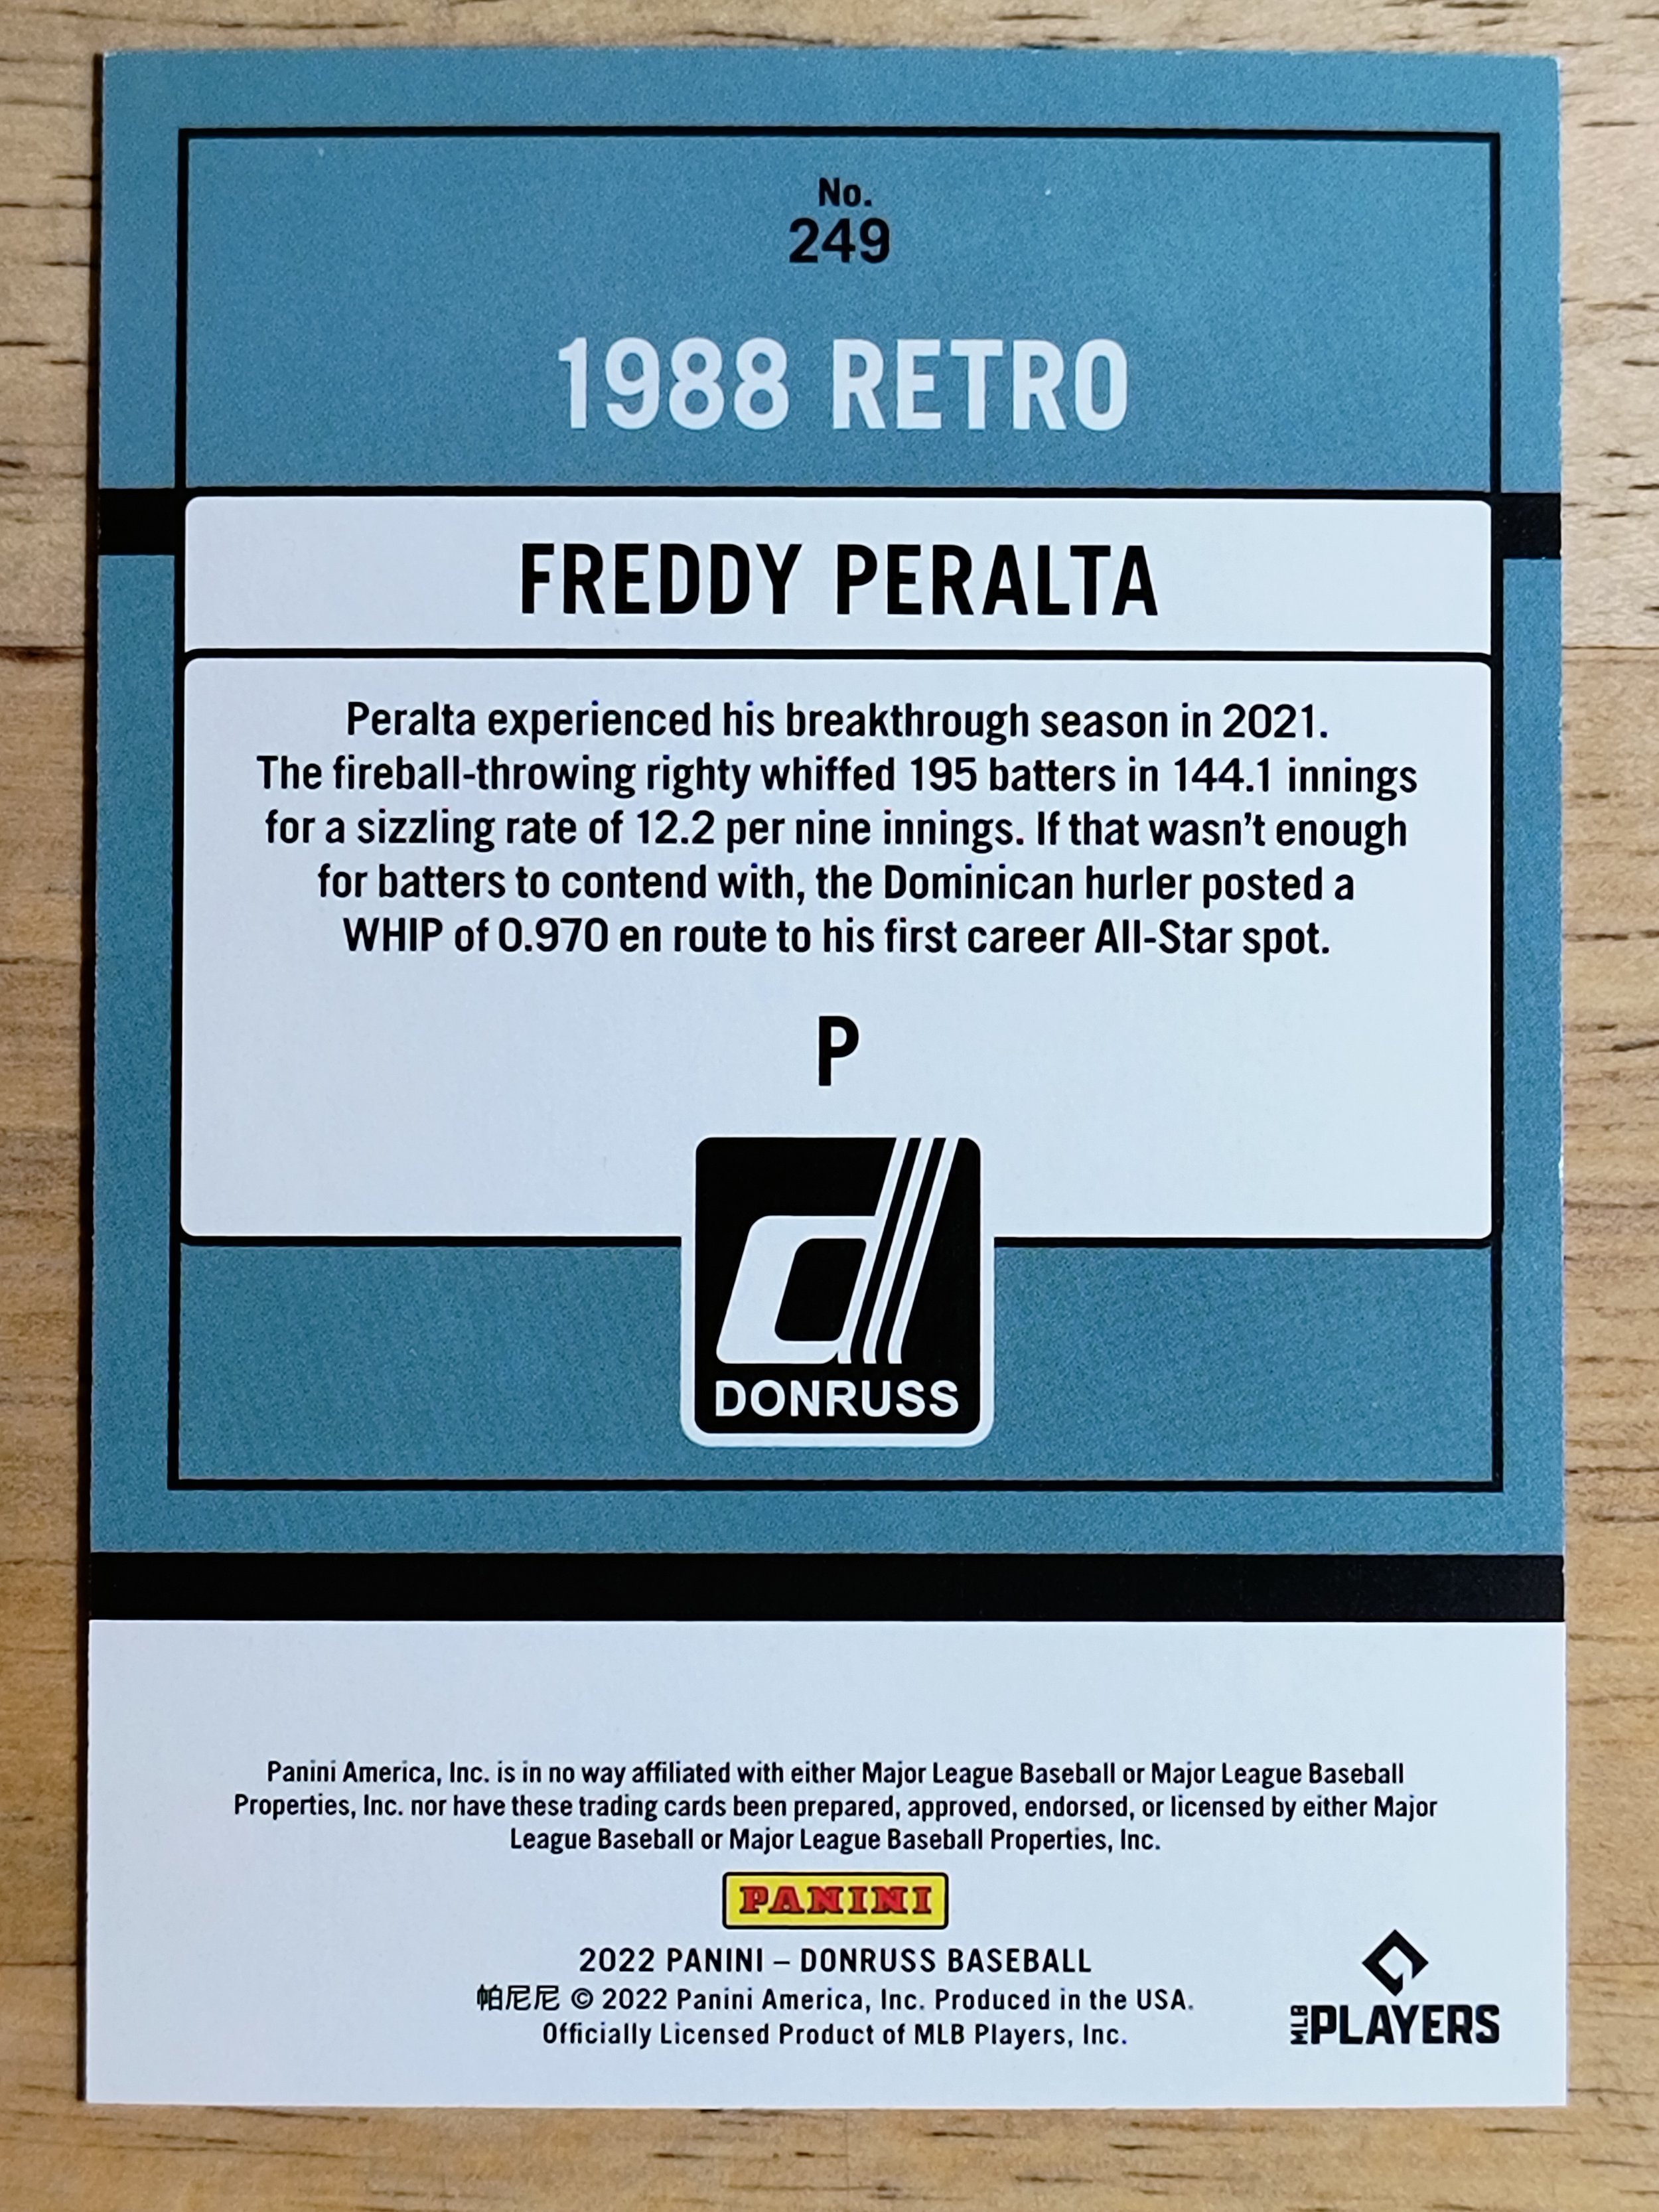 No.
249
1988 RETRO
FREDDY PERALTA
Peralta experienced his breakthrough season in 2021.
The fireball-throwing righty whiffed 195 batters in 144.1 innings
for a sizzling rate of 12.2 per nine innings. If that wasn't enough
for batters to contend with, the Dominican hurler posted a
WHIP of 0.970 en route to his first career All-Star spot.
P
d
DONRUSS
Panini America, Inc. is in no way affiliated with either Major League Baseball or Major League Baseball
Properties, Inc. nor have these trading cards been prepared, approved, endorsed, or licensed by either Major
League Baseball or Major League Baseball Properties, Inc.
PANINI
2022 PANINI – DONRUSS BASEBALL
帕尼尼 © 2022 Panini America, Inc. Produced in the USA.
Officially Licensed Product of MLB Players, Inc.
MLB PLAYERS